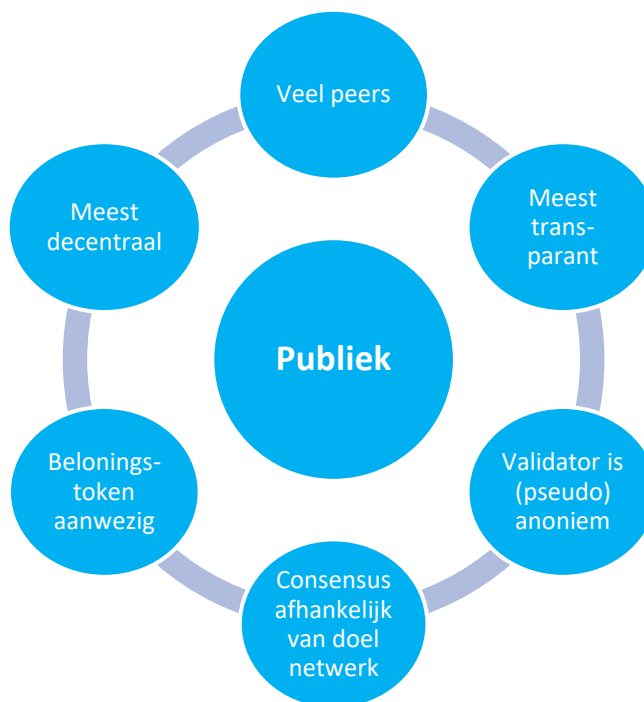 Veel peers
Meest
trans-
parant
Validator is
(pseudo)
anoniem
Consensus
afhankelijk
van doel
netwerk
Belonings-
token
aanwezig
Meest
decentraal
Publiek